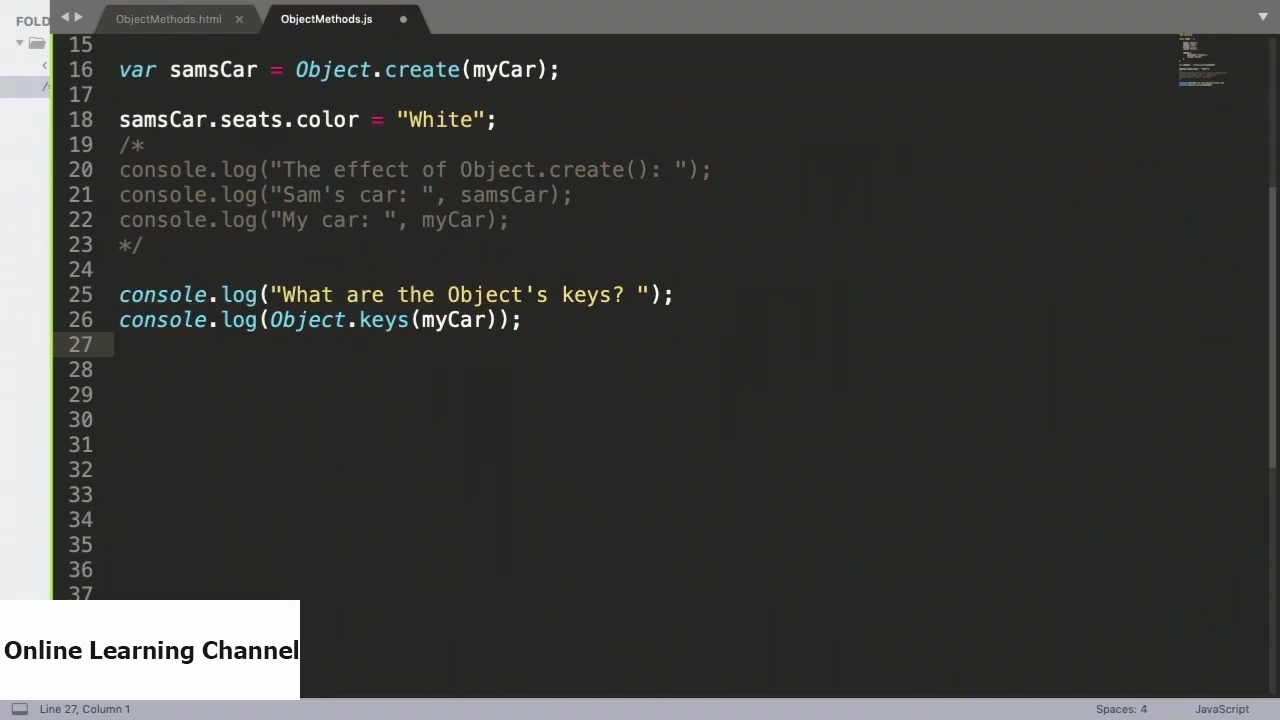 FOLD
ObjectMethods.html ×
ObjectMethods.js
15
16 var samsCar = Object.create(myCar);
17
18 samsCar.seats.color = "White";
19 /*
20 console.log("The effect of Object.create(): ");
21 console.log("Sam's car: ", samsCar);
22 console.log("My car: ", myCar);
23 */
24
25 console.log("What are the Object's keys? ");
26 console.log(Object.keys(myCar));
27
28
29
30
31
32
33
34
35
36
37
Online Learning Channel
Line 27, Column 1
Spaces: 4
JavaScript